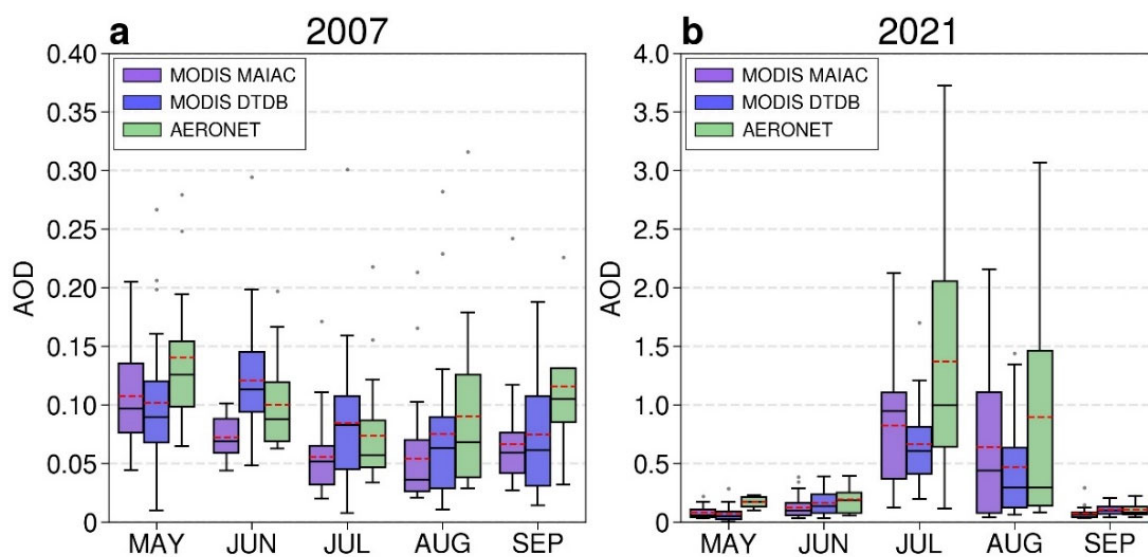 a 2007
MODIS MAIAC
MODIS DTDB
AERONET
AOD
0.40
0.35
0.30
0.25
0.20
0.15
0.10
0.05
0
MAY JUN JUL AUG SEP
b 2021
MODIS MAIAC
MODIS DTDB
AERONET
AOD
4.0
3.5
3.0
2.5
2.0
1.5
1.0
0.5
0
MAY JUN JUL AUG SEP